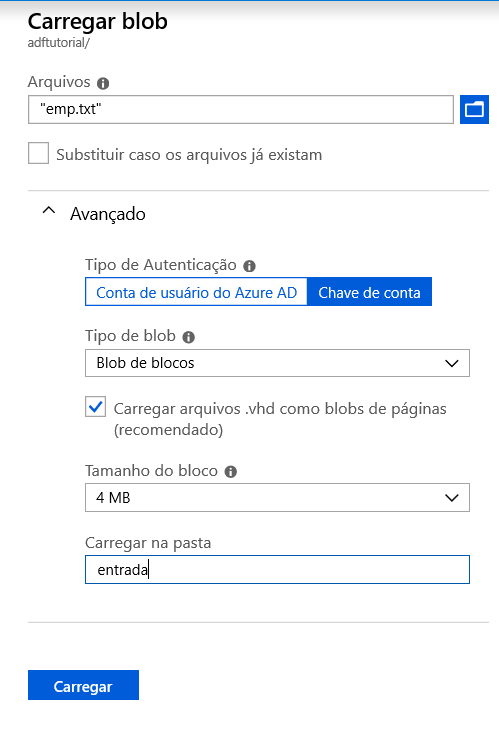 Carregar blob
adftutorial/
Arquivos
"emp.txt"
Substituir caso os arquivos já existam
Avançado
Tipo de Autenticação
Conta de usuário do Azure AD
Chave de conta
Tipo de blob
Blob de blocos
Carregar arquivos .vhd como blobs de páginas
(recomendado)
Tamanho do bloco
4 MB
Carregar na pasta
entrada
Carregar